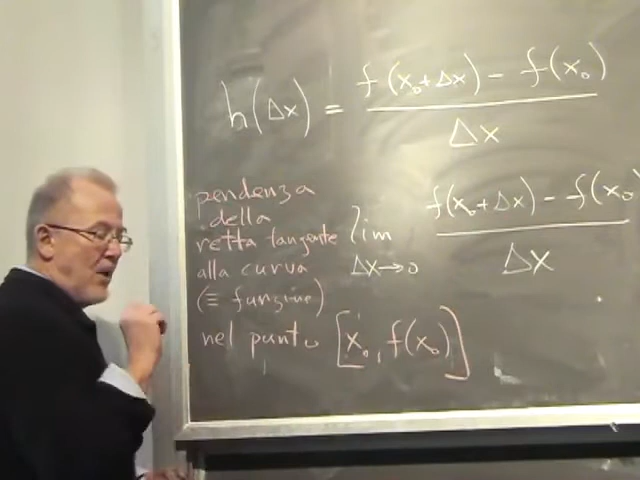 h(Δx) = f(x₀+Δx) - f(x₀) / Δx
pendenza
della
retta tangente
alla curva
(≡ funzine)
nel punto [x₀, f(x₀)]
lim Δx→0 f(x₀+Δx) - f(x₀) / Δx